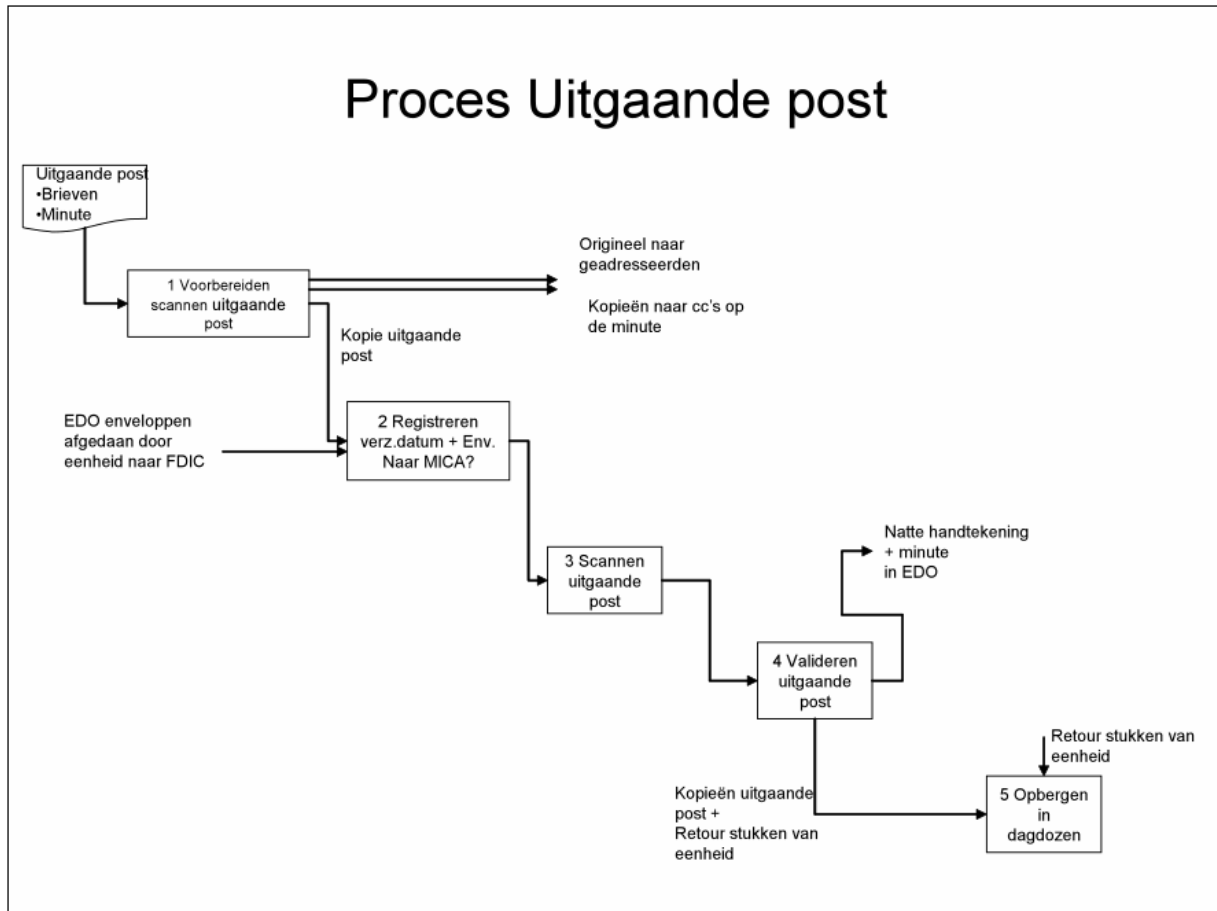 Proces Uitgaande post
Uitgaande post
•Brieven
•Minute
Origineel naar
geadresseerden
1 Voorbereiden
scannen uitgaande
post
Kopieën naar cc's op
de minute
Kopie uitgaande
post
EDO enveloppen
afgedaan door
eenheid naar FDIC
2 Registreren
verz.datum + Env.
Naar MICA?
Natte handtekening
+ minute
in EDO
3 Scannen
uitgaande
post
4 Valideren
uitgaande
post
Retour stukken van
eenheid
Kopieën uitgaande
post +
Retour stukken van
eenheid
5 Opbergen
in
dagdozen